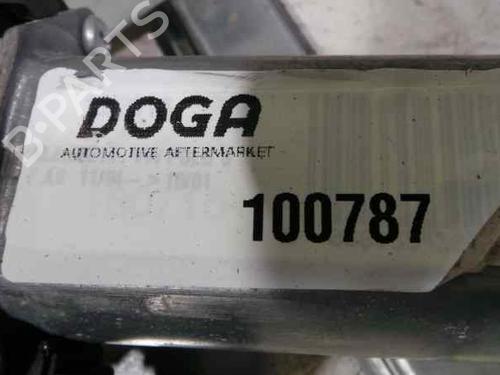 B-PARTS
DOGA
AUTOMOTIVE AFTERMARKET
100787